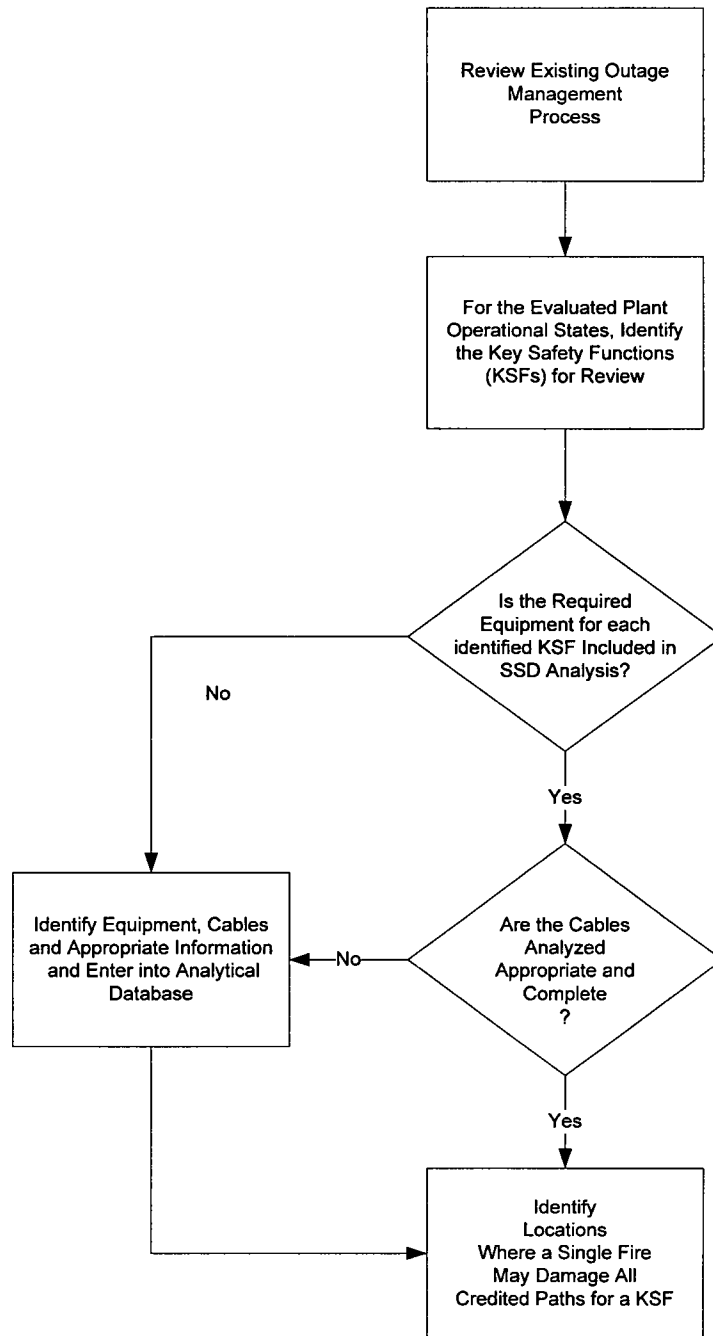 Review Existing Outage
Management
Process
For the Evaluated Plant
Operational States, Identify
the Key Safety Functions
(KSFs) for Review
Is the Required
Equipment for each
identified KSF Included in
SSD Analysis?
No
Yes
Identify Equipment, Cables
and Appropriate Information
and Enter into Analytical
Database
No
Are the Cables
Analyzed
Appropriate and
Complete
?
Yes
Identify
Locations
Where a Single Fire
May Damage All
Credited Paths for a KSF